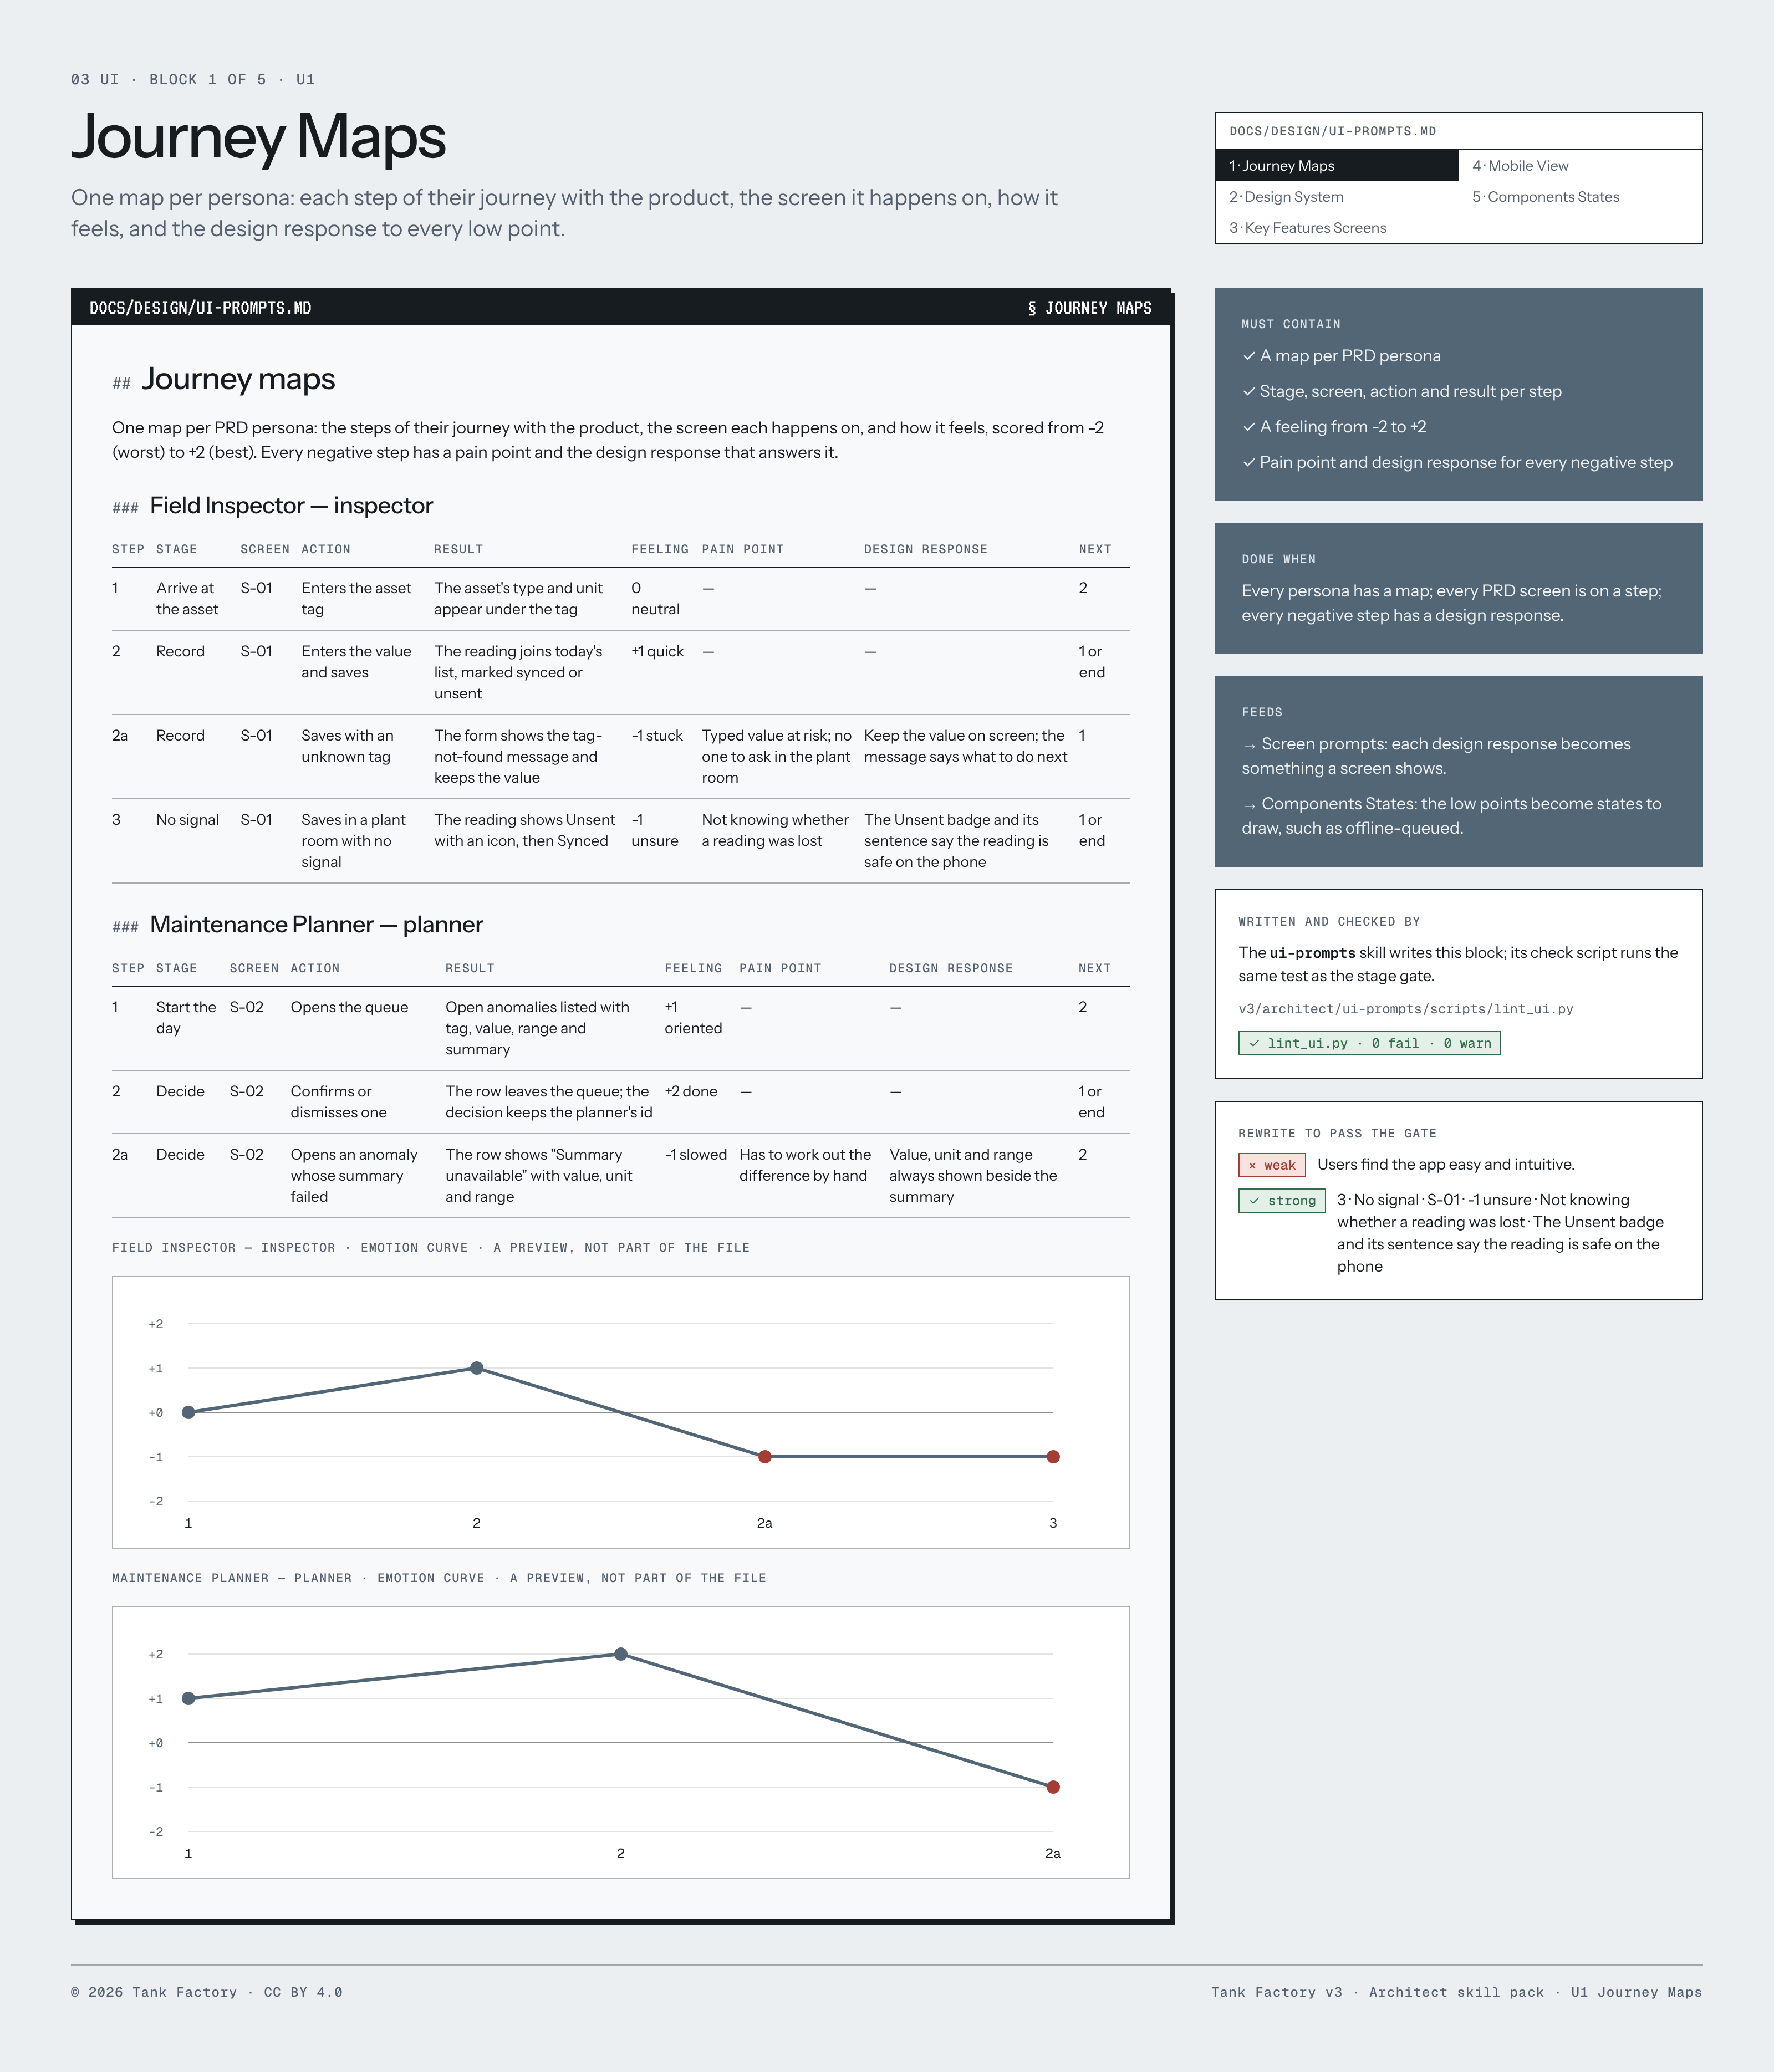 03 UI · BLOCK 1 OF 5 · U1
Journey Maps
One map per persona: each step of their journey with the product, the screen it happens on, how it
feels, and the design response to every low point.
DOCS/DESIGN/UI-PROMPTS.MD
1 · Journey Maps
4 · Mobile View
2 · Design System
5 · Components States
3 · Key Features Screens
DOCS/DESIGN/UI-PROMPTS.MD
§ JOURNEY MAPS
## Journey maps
One map per PRD persona: the steps of their journey with the product, the screen each happens on, and how it feels, scored from -2
(worst) to +2 (best). Every negative step has a pain point and the design response that answers it.
### Field Inspector — inspector
STEP STAGE SCREEN ACTION RESULT FEELING PAIN POINT DESIGN RESPONSE NEXT
1 Arrive at S-01 Enters the asset The asset's type and unit 0 — — 2
the asset tag appear under the tag neutral
2 Record S-01 Enters the value The reading joins today's +1 quick — — 1 or
and saves list, marked synced or end
unsent
2a Record S-01 Saves with an The form shows the tag- -1 stuck Typed value at risk; no Keep the value on screen; the 1
unknown tag not-found message and one to ask in the plant message says what to do next
keeps the value room
3 No signal S-01 Saves in a plant The reading shows Unsent -1 Not knowing whether The Unsent badge and its 1 or
room with no with an icon, then Synced unsure a reading was lost sentence say the reading is end
signal safe on the phone
### Maintenance Planner — planner
STEP STAGE SCREEN ACTION RESULT FEELING PAIN POINT DESIGN RESPONSE NEXT
1 Start the S-02 Opens the queue Open anomalies listed with +1 — — 2
day tag, value, range and oriented
summary
2 Decide S-02 Confirms or The row leaves the queue; the +2 done — — 1 or
dismisses one decision keeps the planner's id end
2a Decide S-02 Opens an anomaly The row shows "Summary -1 slowed Has to work out the Value, unit and range 2
whose summary unavailable" with value, unit difference by hand always shown beside the
failed and range summary
FIELD INSPECTOR — INSPECTOR · EMOTION CURVE · A PREVIEW, NOT PART OF THE FILE
+2
+1
+0
-1
-2
1 2 2a 3
MAINTENANCE PLANNER — PLANNER · EMOTION CURVE · A PREVIEW, NOT PART OF THE FILE
+2
+1
+0
-1
-2
1 2 2a
MUST CONTAIN
✓ A map per PRD persona
✓ Stage, screen, action and result per step
✓ A feeling from -2 to +2
✓ Pain point and design response for every negative step
DONE WHEN
Every persona has a map; every PRD screen is on a step;
every negative step has a design response.
FEEDS
→ Screen prompts: each design response becomes
something a screen shows.
→ Components States: the low points become states to
draw, such as offline-queued.
WRITTEN AND CHECKED BY
The ui-prompts skill writes this block; its check script runs the
same test as the stage gate.
v3/architect/ui-prompts/scripts/lint_ui.py
✓ lint_ui.py · 0 fail · 0 warn
REWRITE TO PASS THE GATE
× weak Users find the app easy and intuitive.
✓ strong 3 · No signal · S-01 · -1 unsure · Not knowing
whether a reading was lost · The Unsent badge
and its sentence say the reading is safe on the
phone
© 2026 Tank Factory · CC BY 4.0
Tank Factory v3 · Architect skill pack · U1 Journey Maps